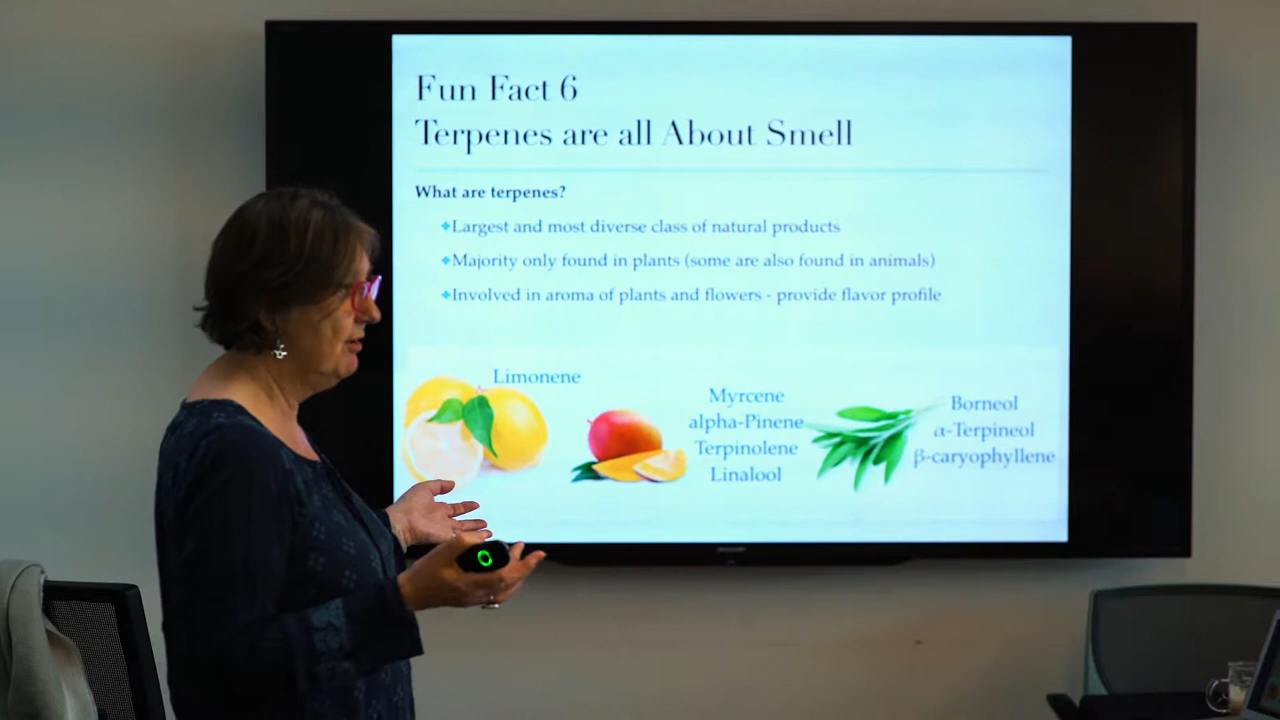 Fun Fact 6
Terpenes are all About Smell
What are terpenes?
❖Largest and most diverse class of natural products
❖Majority only found in plants (some are also found in animals)
❖Involved in aroma of plants and flowers - provide flavor profile
Limonene
Myrcene
alpha-Pinene
Terpinolene
Linalool
Borneol
α-Terpineol
β-caryophyllene